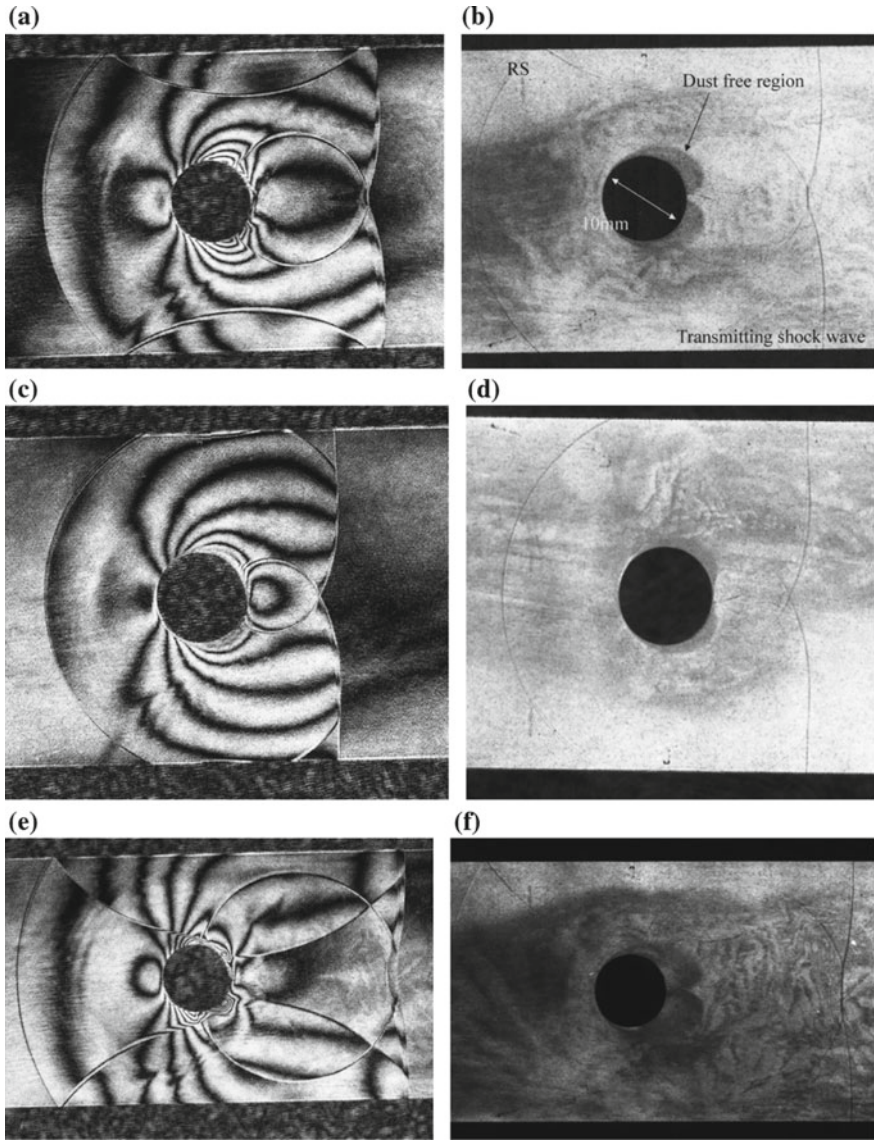 (a)
(b)
RS
Dust free region
10mm
Transmitting shock wave
(c)
(d)
(e)
(f)